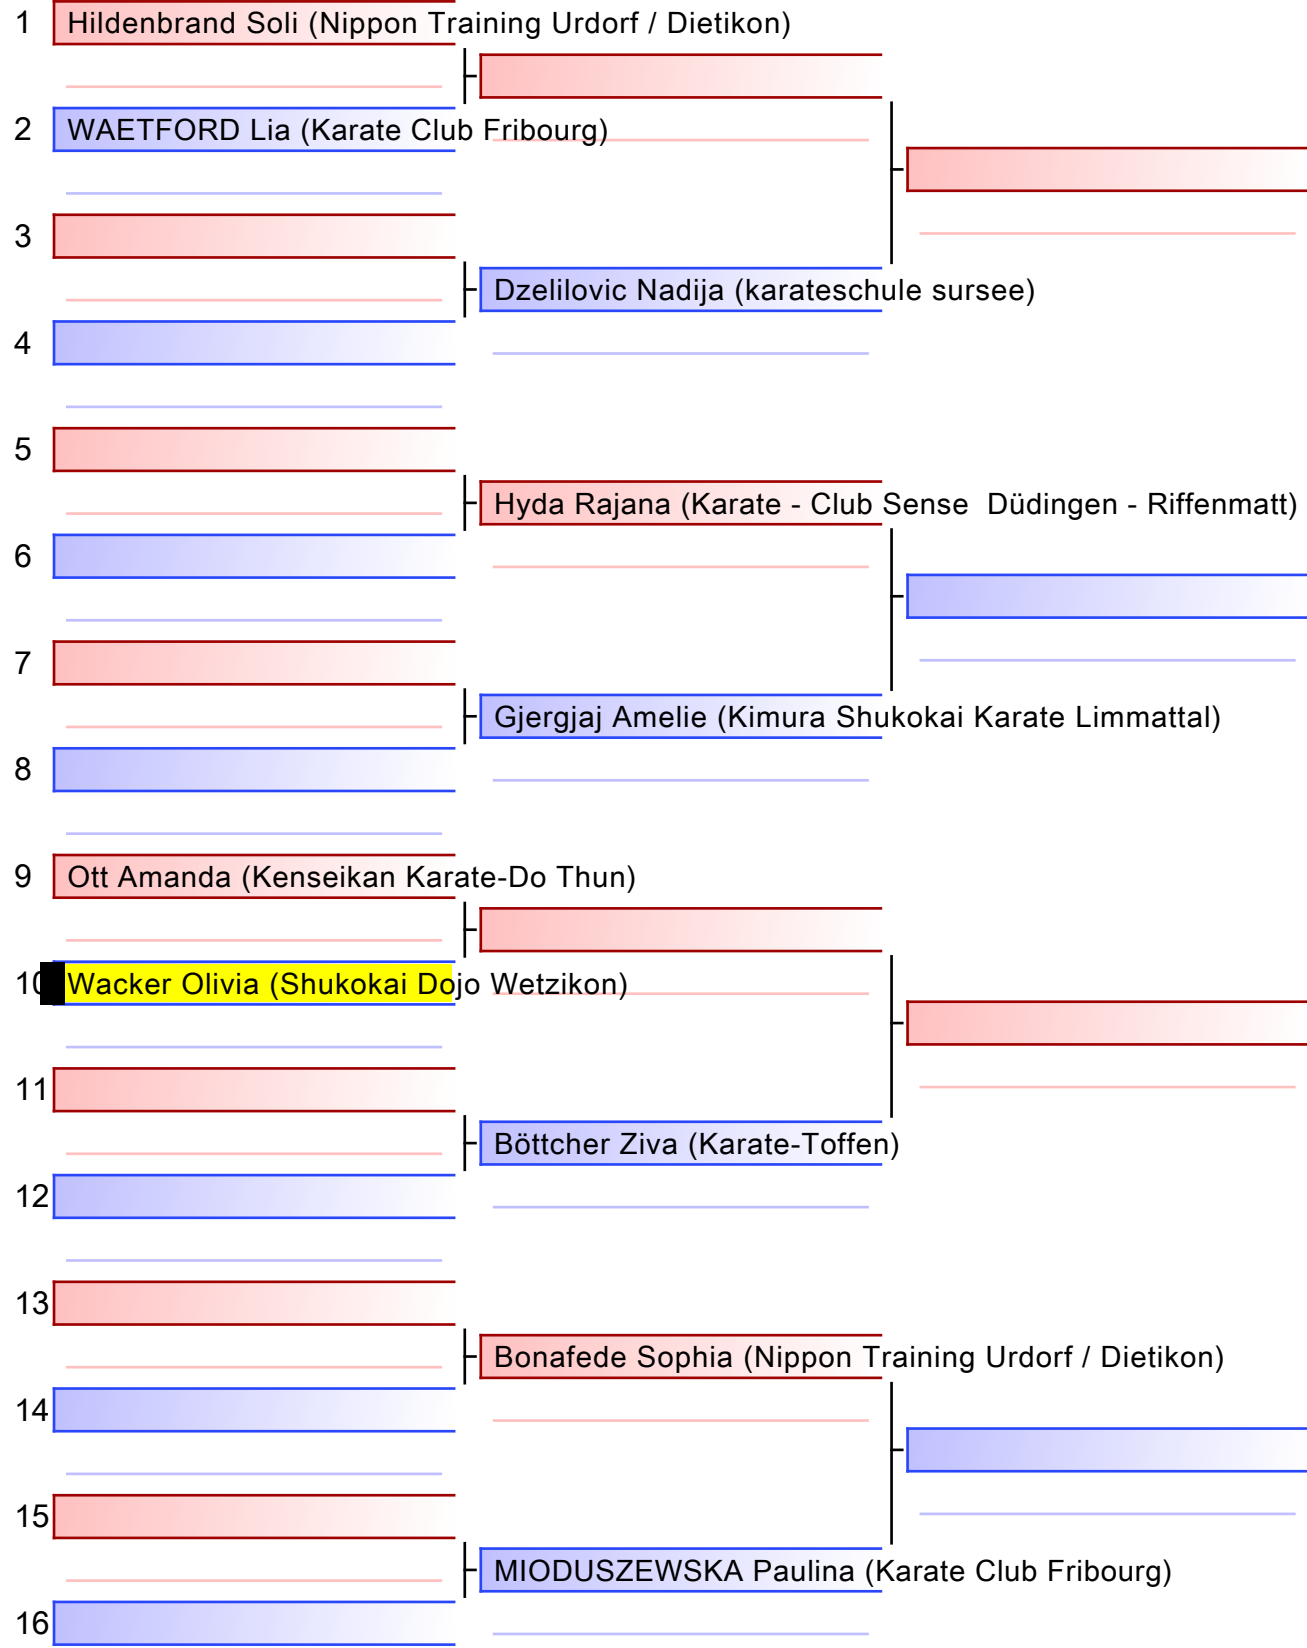 1 Hildenbrand Soli (Nippon Training Urdorf / Dietikon)
2 WAETFORD Lia (Karate Club Fribourg)
3
Dzelilovic Nadija (karateschule sursee)
4
5
Hyda Rajana (Karate - Club Sense  Düdingen - Riffenmatt)
6
7
Gjergjaj Amelie (Kimura Shukokai Karate Limmattal)
8
9 Ott Amanda (Kenseikan Karate-Do Thun)
10 Wacker Olivia (Shukokai Dojo Wetzikon)
11
Böttcher Ziva (Karate-Toffen)
12
13
Bonafede Sophia (Nippon Training Urdorf / Dietikon)
14
15
MIODUSZEWSKA Paulina (Karate Club Fribourg)
16